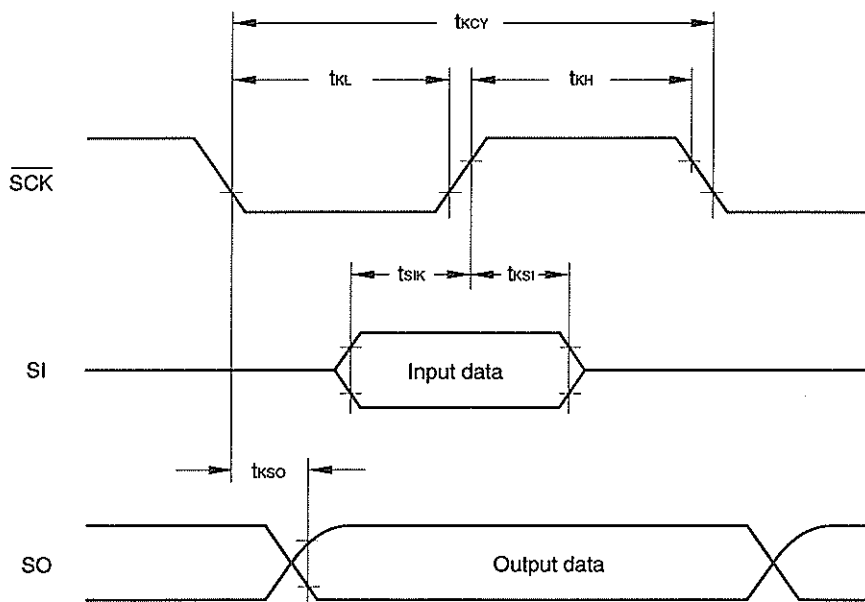 tKCY
tKL
tKH
SCK
tSIK
tKSI
SI
Input data
tKSO
SO
Output data